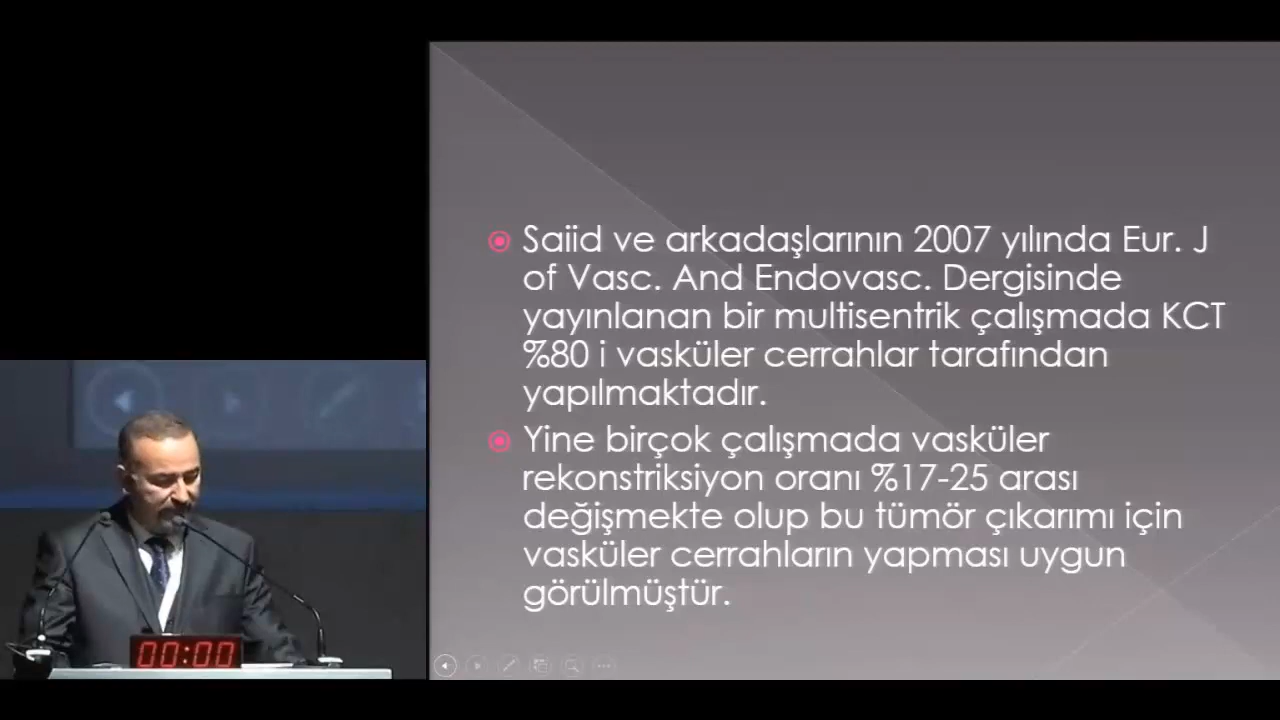 Saiid ve arkadaşlarının 2007 yılında Eur. J
of Vasc. And Endovasc. Dergisinde
yayınlanan bir multisentrik çalışmada KCT
%80 i vasküler cerrahlar tarafından
yapılmaktadır.
Yine birçok çalışmada vasküler
rekonstriksiyon oranı %17-25 arası
değişmekte olup bu tümör çıkarımı için
vasküler cerrahların yapması uygun
görülmüştür.
00:00